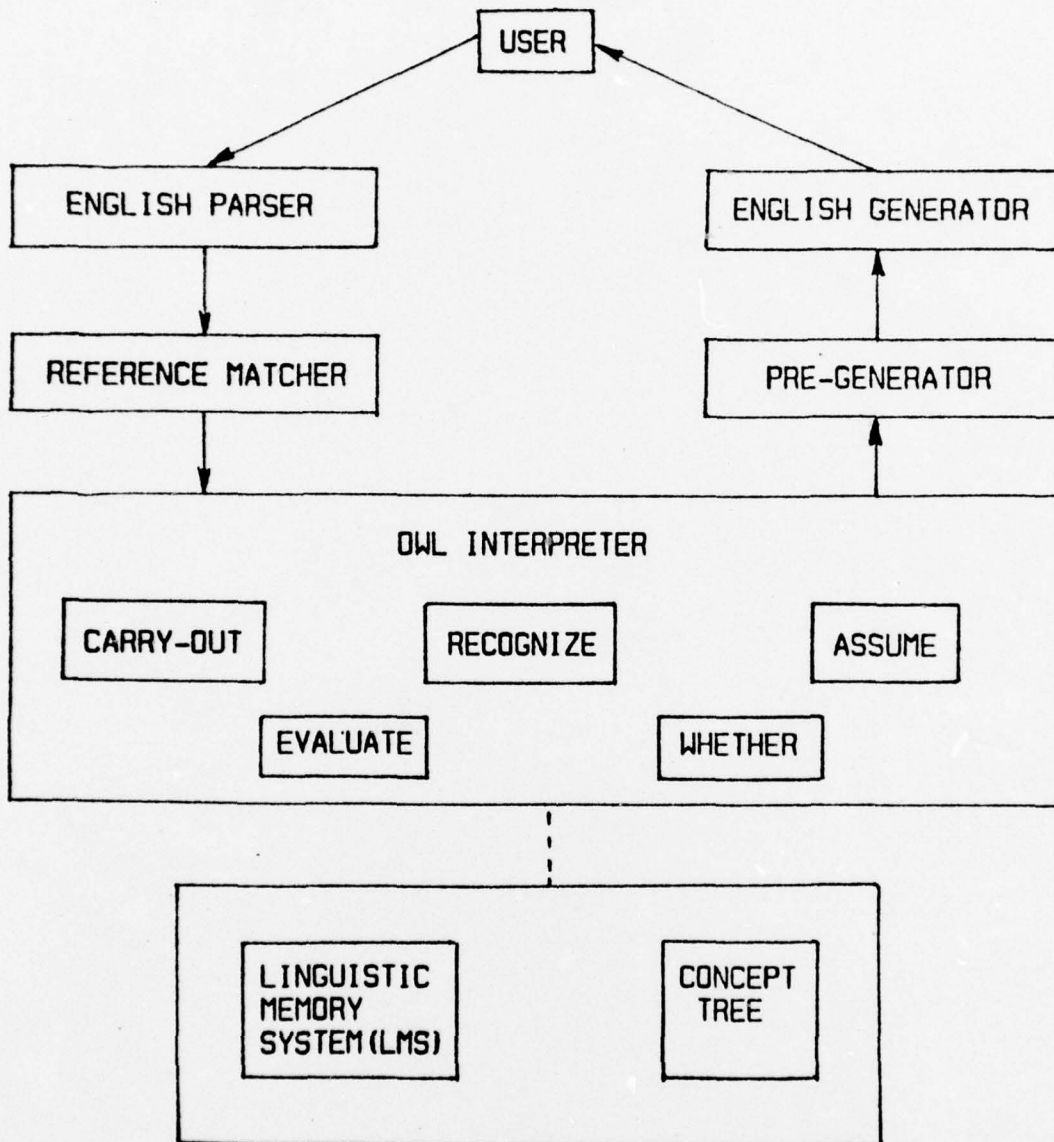 USER
ENGLISH PARSER
ENGLISH GENERATOR
REFERENCE MATCHER
PRE-GENERATOR
OWL INTERPRETER
CARRY-OUT
RECOGNIZE
ASSUME
EVALUATE
WHETHER
LINGUISTIC
MEMORY
SYSTEM(LMS)
CONCEPT
TREE